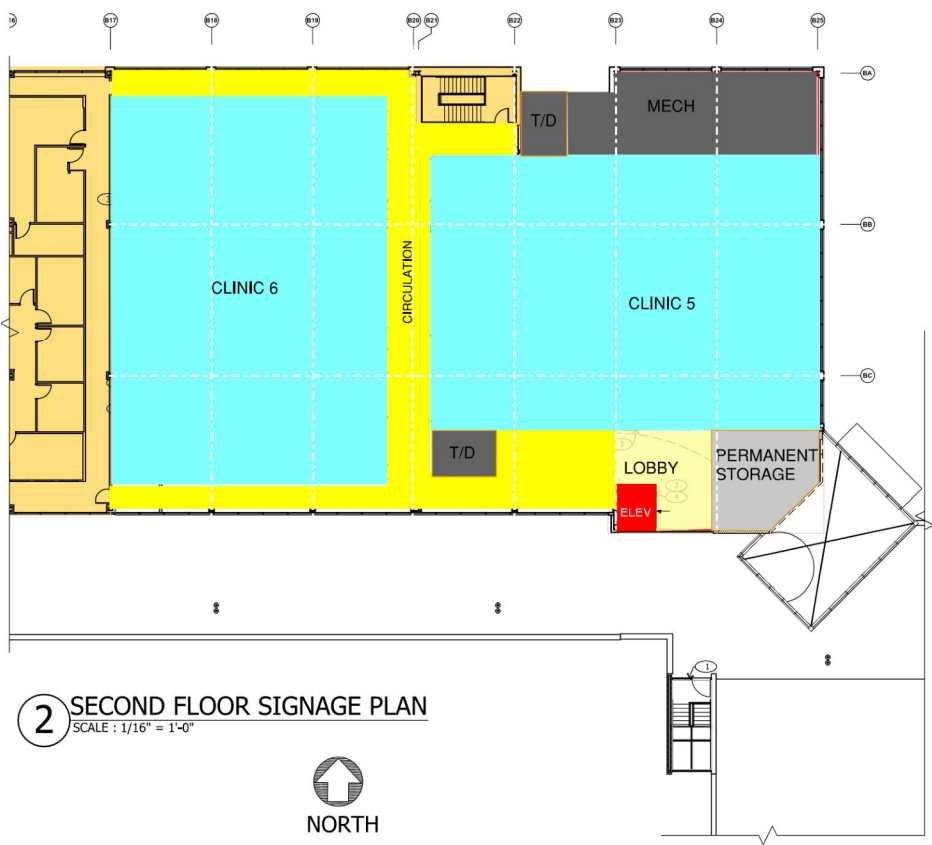 B17 B18 B19 B20 B21 B22 B23 B24 B25
BA
MECH
T/D
BB
CIRCULATION
CLINIC 6
CLINIC 5
BC
T/D
LOBBY
PERMANENT
STORAGE
ELEV
1
2 SECOND FLOOR SIGNAGE PLAN
SCALE : 1/16" = 1'-0"
NORTH